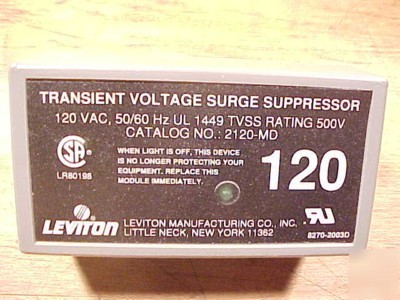 TRANSIENT VOLTAGE SURGE SUPPRESSOR
120 VAC, 50/60 Hz UL 1449 TVSS RATING 500V
CATALOG NO.: 2120-MD
SA
LR80198
WHEN LIGHT IS OFF, THIS DEVICE
IS NO LONGER PROTECTING YOUR
EQUIPMENT. REPLACE THIS
MODULE IMMEDIATELY.
120
LEVITON
LEVITON MANUFACTURING CO., INC.
LITTLE NECK, NEW YORK 11362
8270-2003D